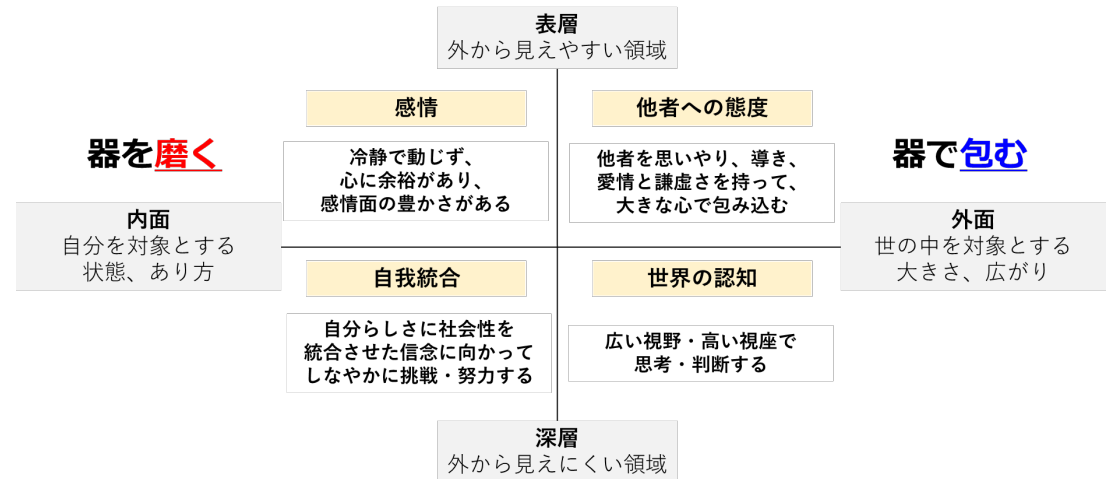 表層
外から見えやすい領域
感情
他者への態度
器を磨く
冷静で動じず、
心に余裕があり、
感情面の豊かさがある
他者を思いやり、導き、
愛情と謙虚さを持って、
大きな心で包み込む
器で包む
内面
自分を対象とする
状態、あり方
外面
世の中を対象とする
大きさ、広がり
自我統合
世界の認知
自分らしさに社会性を
統合させた信念に向かって
しなやかに挑戦・努力する
広い視野・高い視座で
思考・判断する
深層
外から見えにくい領域